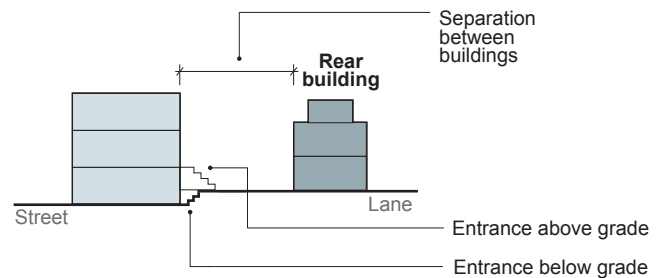 Separation
between
buildings
Rear
building
Street
Lane
Entrance above grade
Entrance below grade